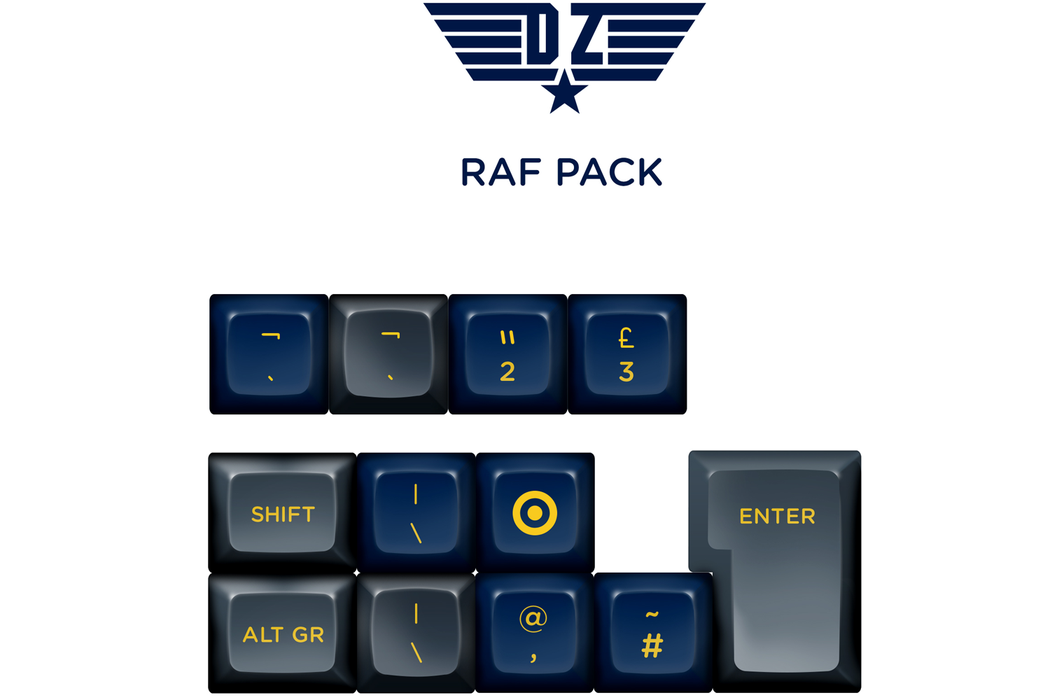 DZ
RAF PACK
¬ ¬ " £
` ` 2 3
SHIFT | ENTER
\
ALT GR | @ ~
\ , #